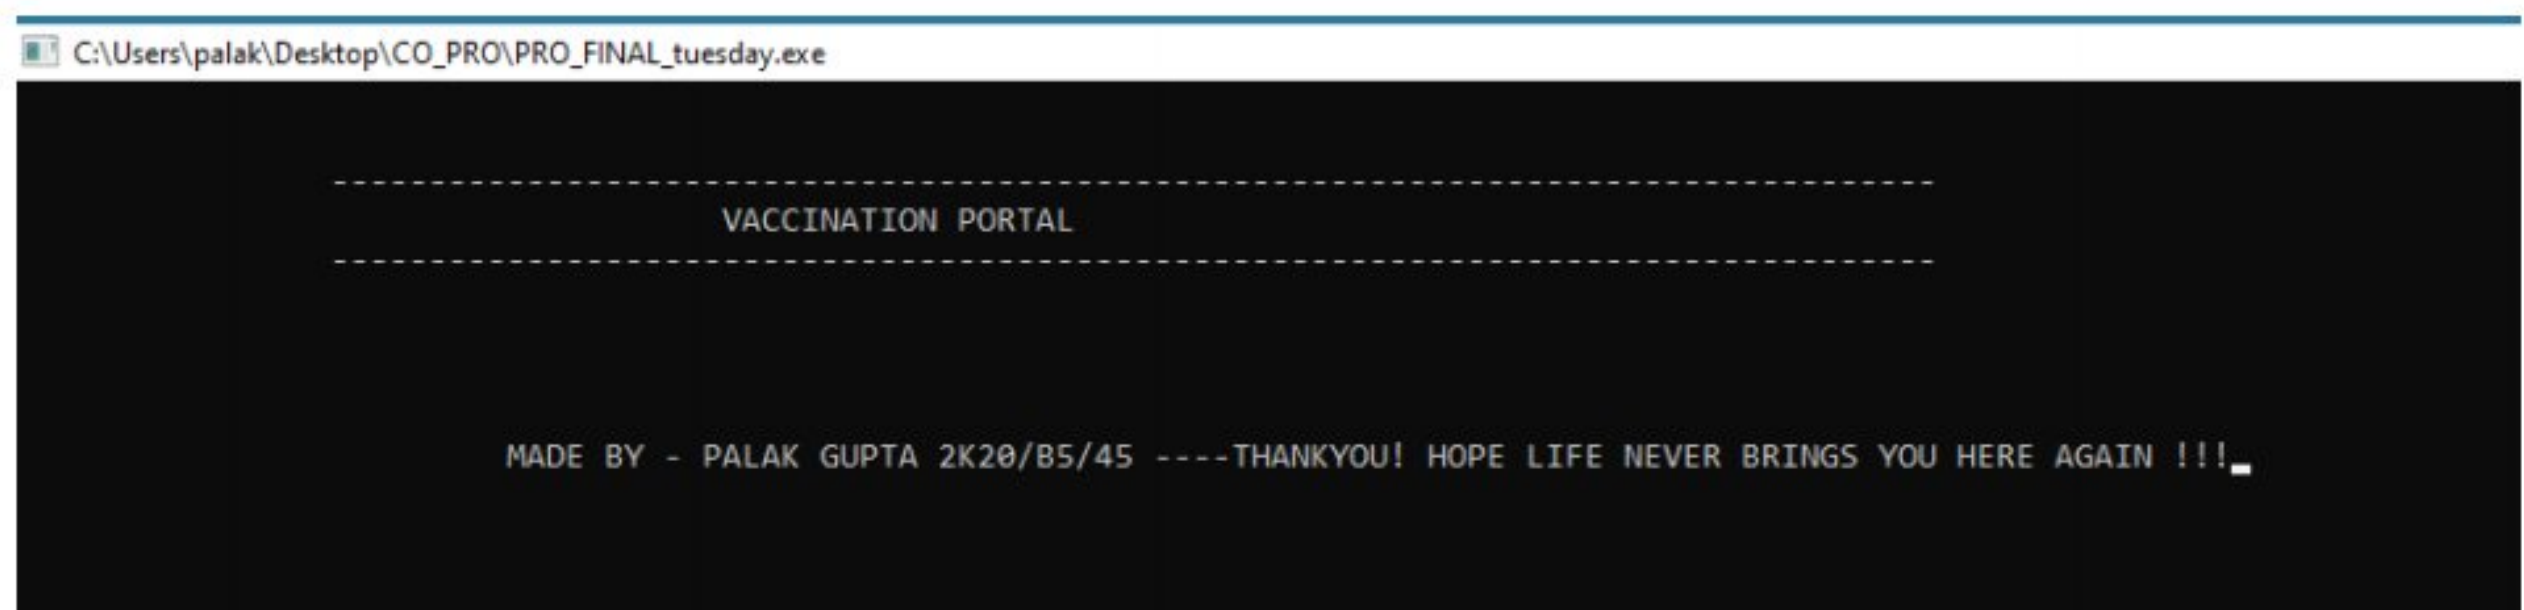 C:\Users\palak\Desktop\CO_PRO\PRO_FINAL_tuesday.exe
----------------------------------------------------------------------------------
VACCINATION PORTAL
----------------------------------------------------------------------------------
MADE BY - PALAK GUPTA 2K20/B5/45 ----THANKYOU! HOPE LIFE NEVER BRINGS YOU HERE AGAIN !!!